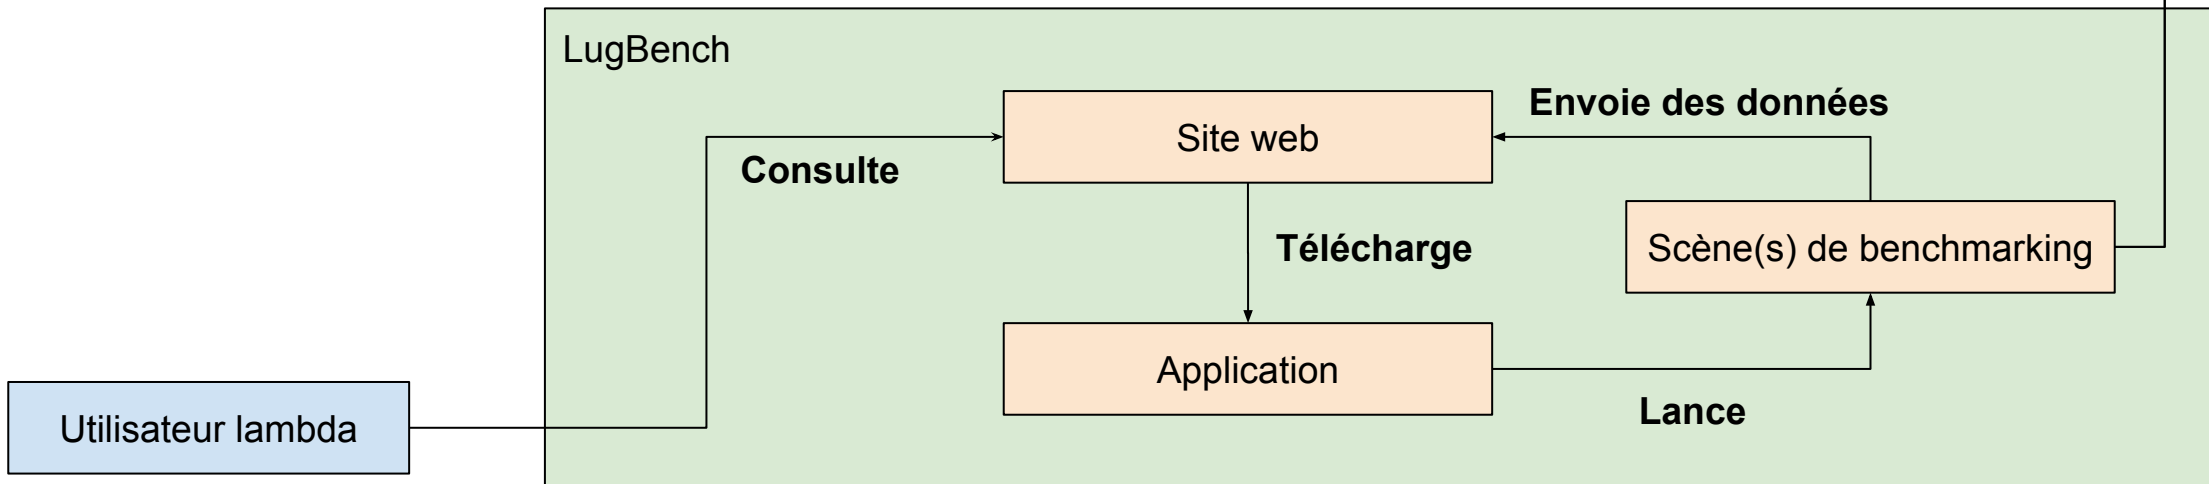 LugBench
Envoie des données
Site web
Consulte
Télécharge
Scène(s) de benchmarking
Application
Lance
Utilisateur lambda